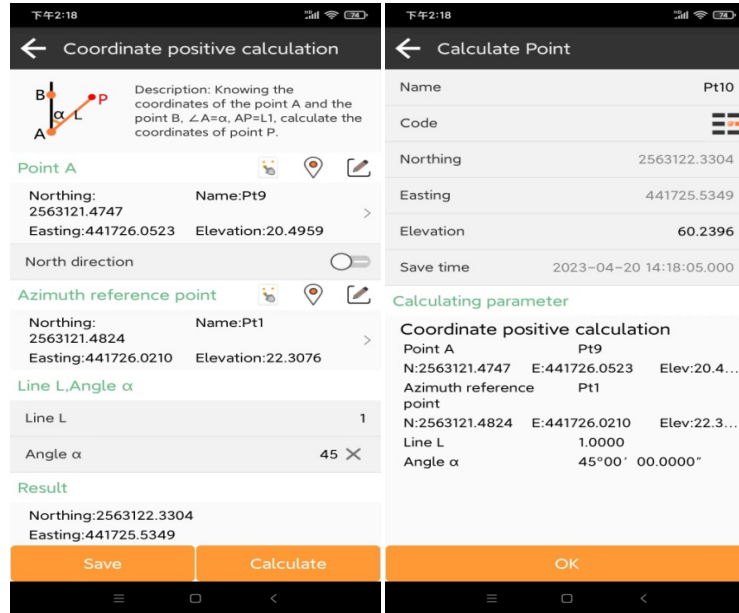 下午2:18
74
Coordinate positive calculation
B
P
α
L
A
Description: Knowing the
coordinates of the point A and the
point B, ∠A=α, AP=L1, calculate the
coordinates of point P.
Point A
Northing: Name:Pt9
2563121.4747
Easting:441726.0523 Elevation:20.4959
North direction
Azimuth reference point
Northing: Name:Pt1
2563121.4824
Easting:441726.0210 Elevation:22.3076
Line L,Angle α
Line L 1
Angle α 45
Result
Northing:2563122.3304
Easting:441725.5349
Save Calculate
下午2:18
74
Calculate Point
Name Pt10
Code
Northing 2563122.3304
Easting 441725.5349
Elevation 60.2396
Save time 2023-04-20 14:18:05.000
Calculating parameter
Coordinate positive calculation
Point A Pt9
N:2563121.4747 E:441726.0523 Elev:20.4...
Azimuth reference Pt1
point
N:2563121.4824 E:441726.0210 Elev:22.3...
Line L 1.0000
Angle α 45°00′ 00.0000″
OK